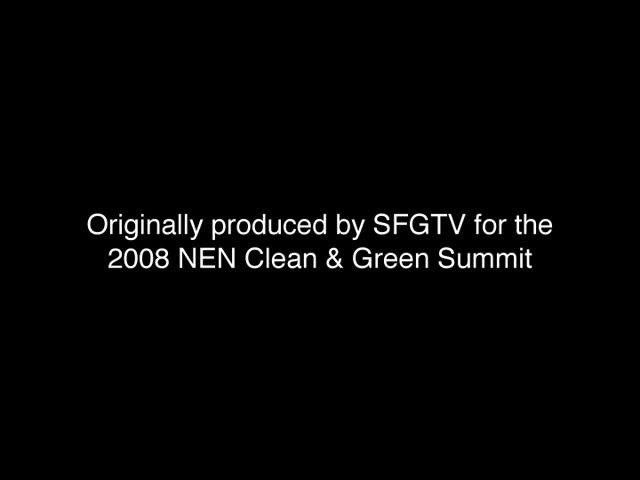 Originally produced by SFGTV for the
2008 NEN Clean & Green Summit